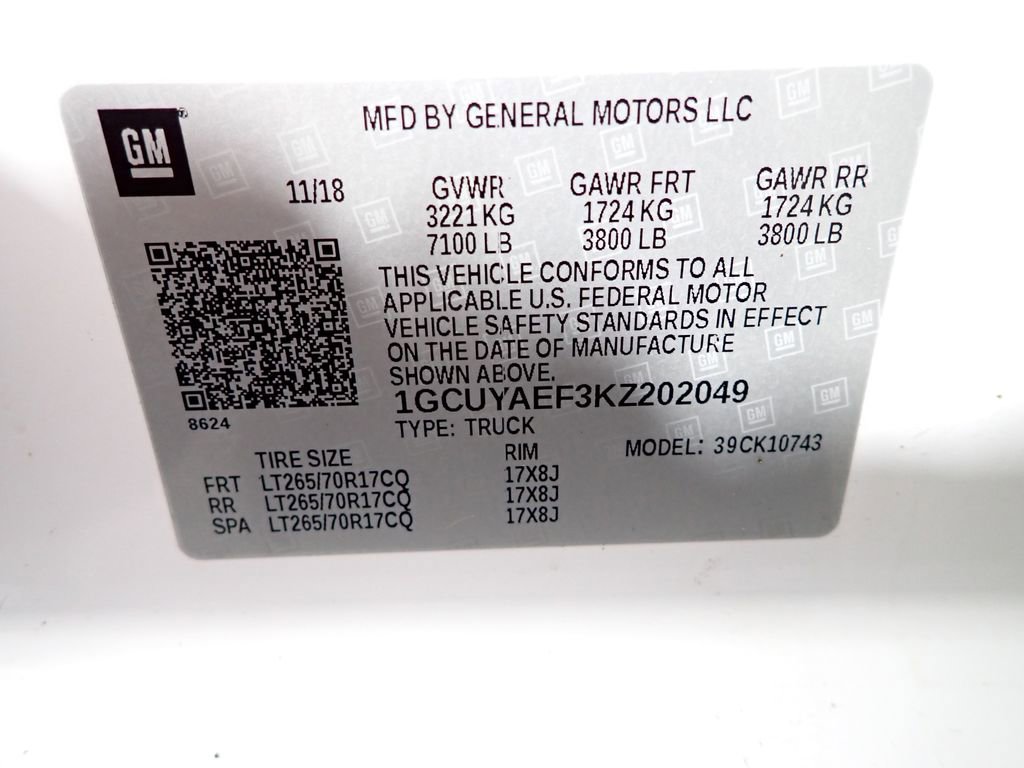 GM
MFD BY GENERAL MOTORS LLC
11/18 GVWR GAWR FRT GAWR RR
3221 KG 1724 KG 1724 KG
7100 LB 3800 LB 3800 LB
THIS VEHICLE CONFORMS TO ALL
APPLICABLE U.S. FEDERAL MOTOR
VEHICLE SAFETY STANDARDS IN EFFECT
ON THE DATE OF MANUFACTURE
SHOWN ABOVE.
1GCUYAEF3KZ202049
8624
TYPE: TRUCK
MODEL: 39CK10743
TIRE SIZE RIM
FRT LT265/70R17CQ 17X8J
RR LT265/70R17CQ 17X8J
SPA LT265/70R17CQ 17X8J